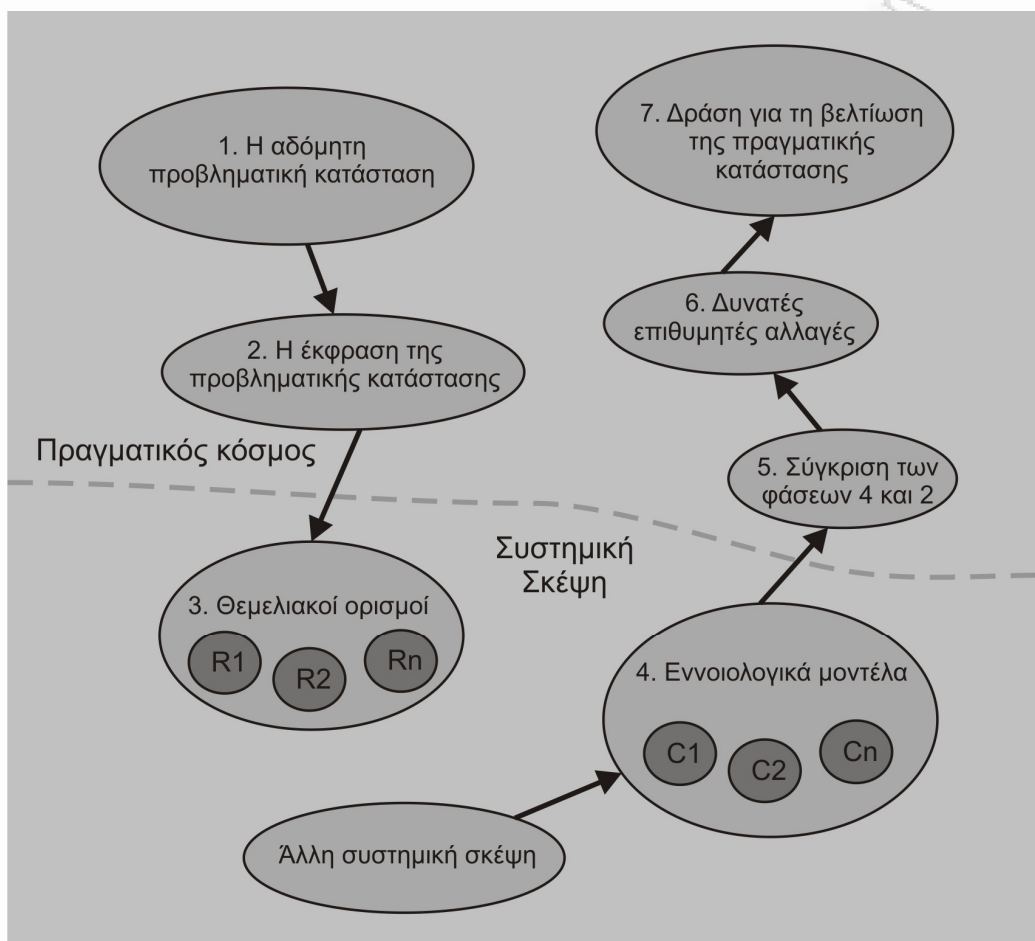 1. Η αδόμητη
προβληματική κατάσταση
2. Η έκφραση της
προβληματικής κατάστασης
Πραγματικός κόσμος
3. Θεμελιακοί ορισμοί
R1
R2
Rn
Συστημική
Σκέψη
Άλλη συστημική σκέψη
4. Εννοιολογικά μοντέλα
C1
C2
Cn
5. Σύγκριση των
φάσεων 4 και 2
6. Δυνατές
επιθυμητές αλλαγές
7. Δράση για τη βελτίωση
της πραγματικής
κατάστασης